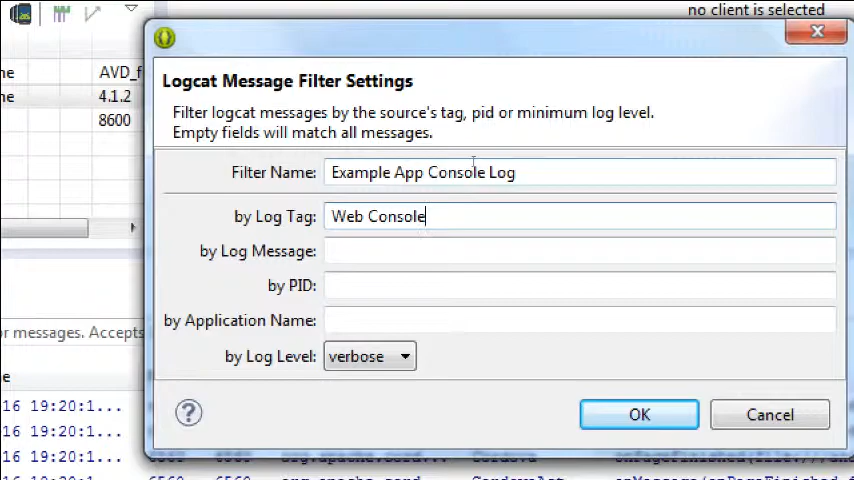 no client is selected
Logcat Message Filter Settings
Filter logcat messages by the source's tag, pid or minimum log level.
Empty fields will match all messages.
ne AVD_f
ne 4.1.2
8600
Filter Name: Example App Console Log
by Log Tag: Web Console
by Log Message:
by PID:
by Application Name:
by Log Level: verbose
or messages. Accepts
e
16 19:20:1...
16 19:20:1...
OK Cancel
16 19:20:1...